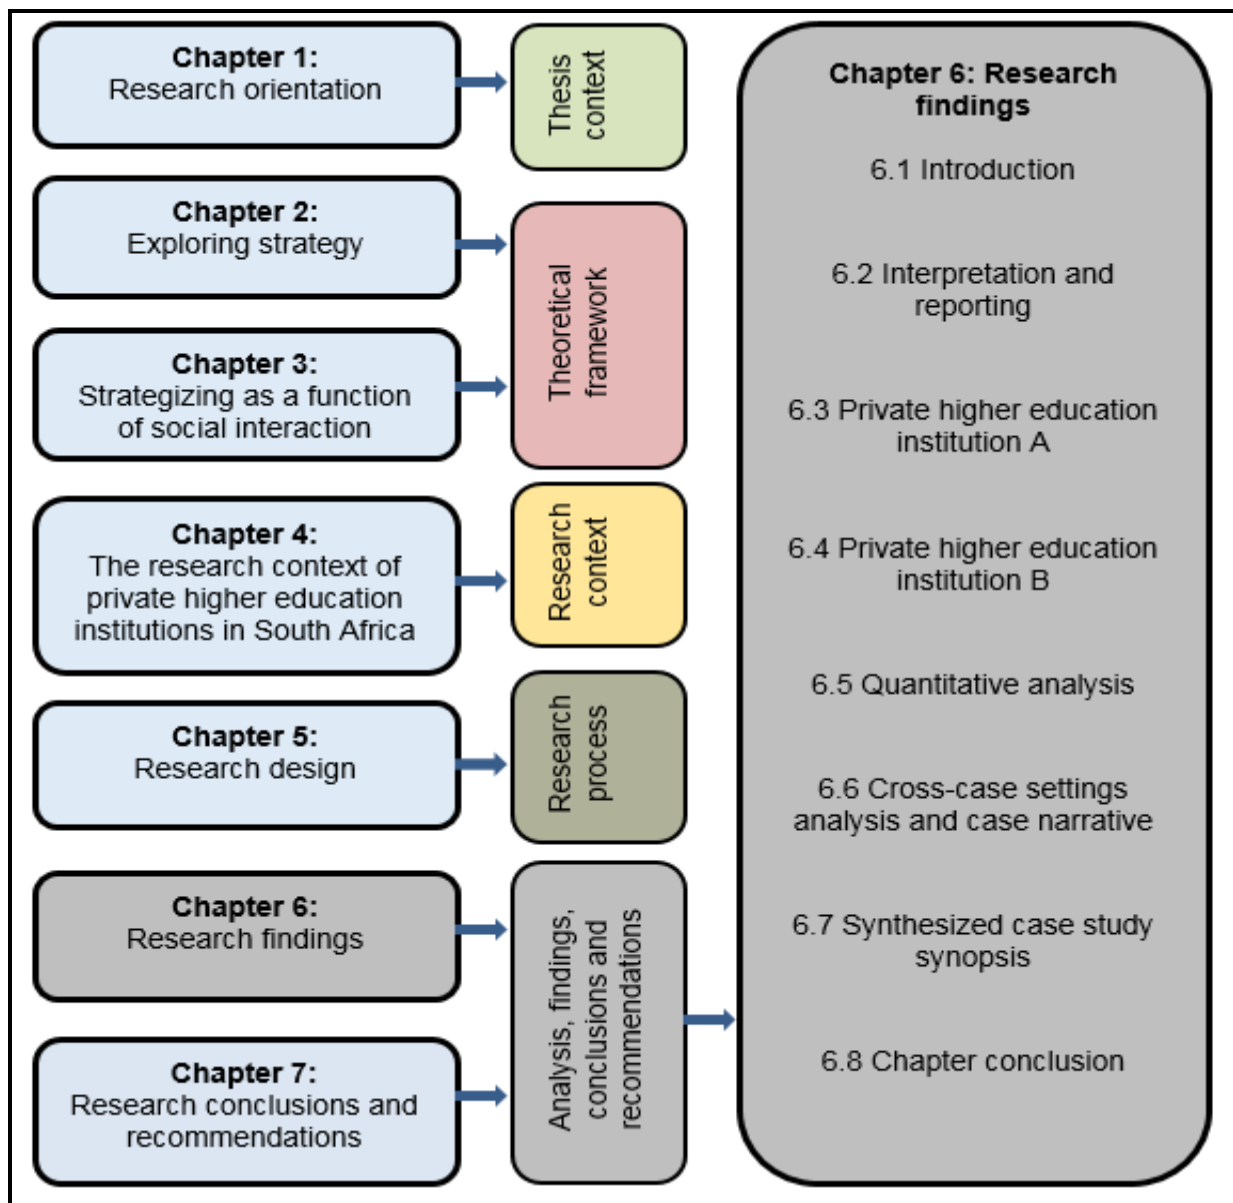 Chapter 1:
Research orientation
Chapter 2:
Exploring strategy
Chapter 3:
Strategizing as a function
of social interaction
Chapter 4:
The research context of
private higher education
institutions in South Africa
Chapter 5:
Research design
Chapter 6:
Research findings
Chapter 7:
Research conclusions and
recommendations
Thesis
context
Theoretical
framework
Research
context
Research
process
Analysis, findings,
conclusions and
recommendations
Chapter 6: Research
findings
6.1 Introduction
6.2 Interpretation and
reporting
6.3 Private higher education
institution A
6.4 Private higher education
institution B
6.5 Quantitative analysis
6.6 Cross-case settings
analysis and case narrative
6.7 Synthesized case study
synopsis
6.8 Chapter conclusion